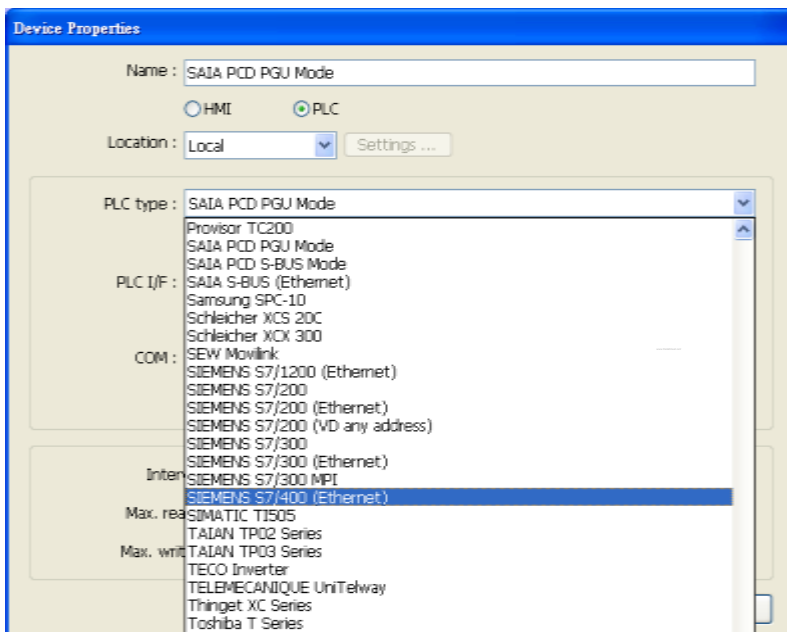 Device Properties
Name : SAIA PCD PGU Mode
HMI PLC
Location : Local Settings ...
PLC type : SAIA PCD PGU Mode
Provisor TC200
SAIA PCD PGU Mode
SAIA PCD S-BUS Mode
PLC I/F : SAIA S-BUS (Ethernet)
Samsung SPC-10
Schleicher XCS 20C
Schleicher XCX 300
COM : SEW Movilink
SIEMENS S7/1200 (Ethernet)
SIEMENS S7/200
SIEMENS S7/200 (Ethernet)
SIEMENS S7/200 (VD any address)
SIEMENS S7/300
SIEMENS S7/300 (Ethernet)
Inter SIEMENS S7/300 MPI
SIEMENS S7/400 (Ethernet)
Max. rea SIMATIC TI505
TAIAN TP02 Series
Max. writ TAIAN TP03 Series
TECO Inverter
TELEMECANIQUE UniTelway
Thinget XC Series
Toshiba T Series